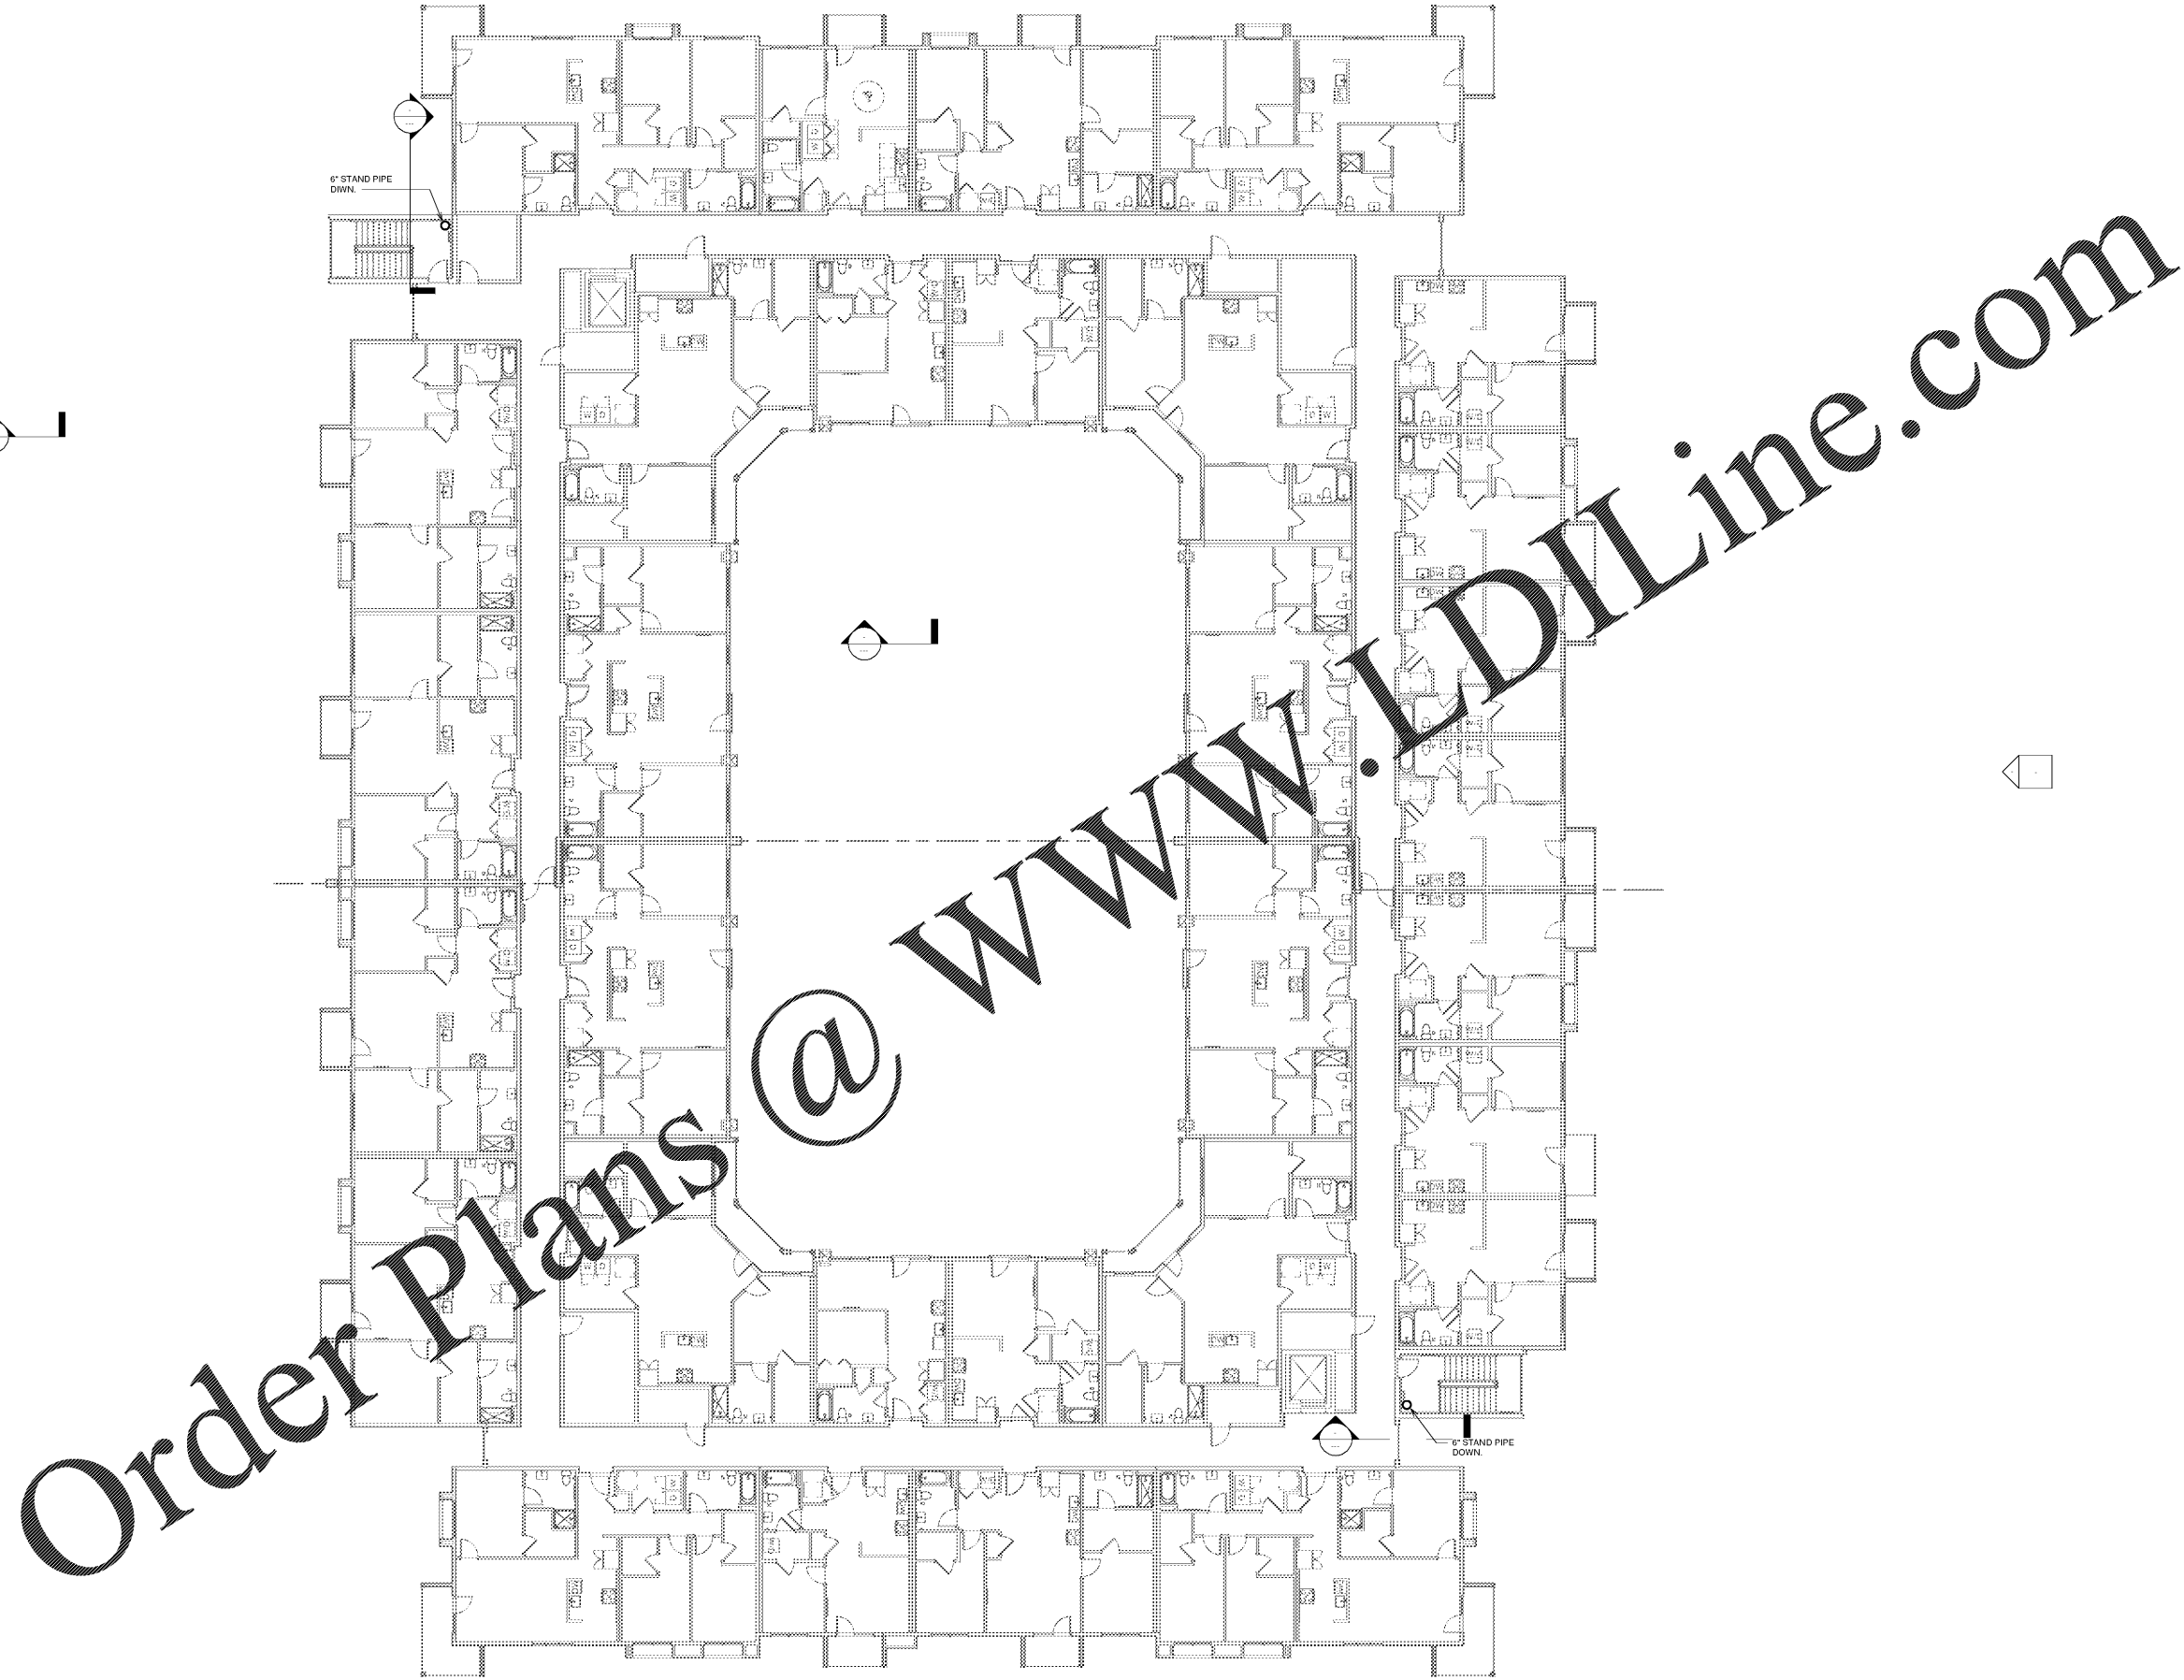 6" STAND PIPE
DIWN.
Order Plans @ www.LDILine.com
6" STAND PIPE
DOWN.